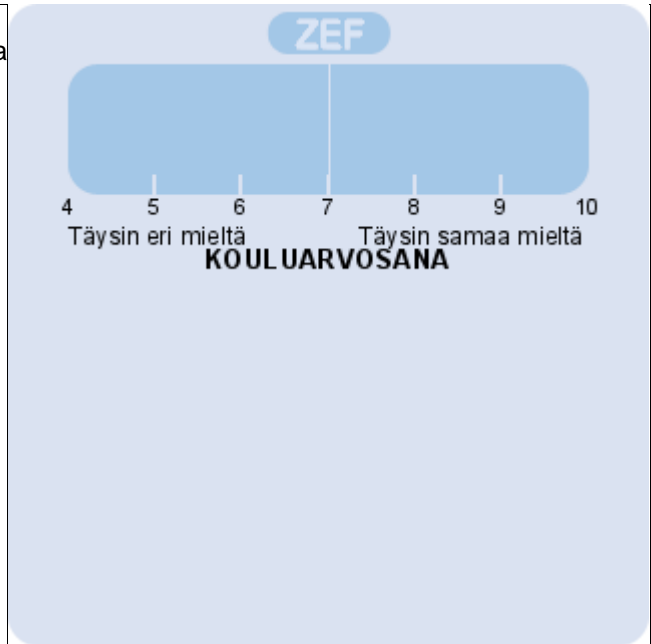 ZEF
a
4 5 6 7 8 9 10
Täysin eri mieltä Täysin samaa mieltä
KOULUARVOSANA